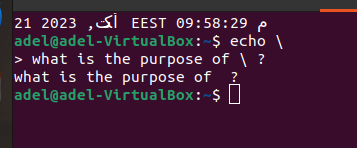 21 أكتوبر, 2023 EEST 09:58:29 م
adel@adel-VirtualBox:~$ echo \
> what is the purpose of \ ?
what is the purpose of  ?
adel@adel-VirtualBox:~$